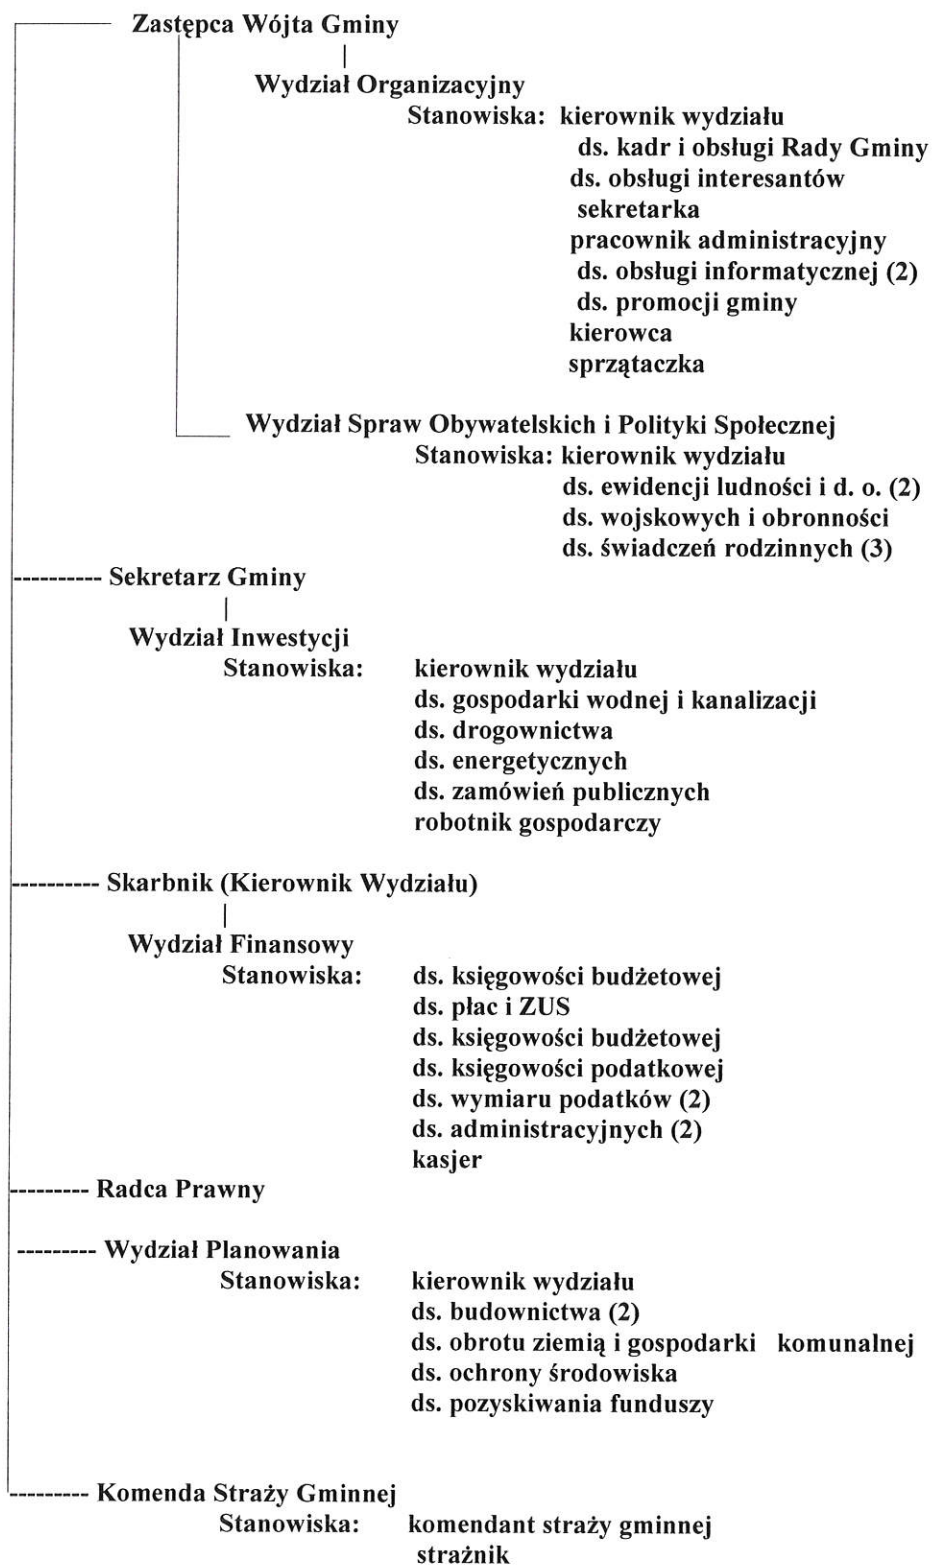 Zastępca Wójta Gminy
Wydział Organizacyjny
Stanowiska: kierownik wydziału
ds. kadr i obsługi Rady Gminy
ds. obsługi interesantów
sekretarka
pracownik administracyjny
ds. obsługi informatycznej (2)
ds. promocji gminy
kierowca
sprzątaczka
Wydział Spraw Obywatelskich i Polityki Społecznej
Stanowiska: kierownik wydziału
ds. ewidencji ludności i d. o. (2)
ds. wojskowych i obronności
ds. świadczeń rodzinnych (3)
---------- Sekretarz Gminy
Wydział Inwestycji
Stanowiska: kierownik wydziału
ds. gospodarki wodnej i kanalizacji
ds. drogownictwa
ds. energetycznych
ds. zamówień publicznych
robotnik gospodarczy
---------- Skarbnik (Kierownik Wydziału)
Wydział Finansowy
Stanowiska: ds. księgowości budżetowej
ds. płac i ZUS
ds. księgowości budżetowej
ds. księgowości podatkowej
ds. wymiaru podatków (2)
ds. administracyjnych (2)
kasjer
--------- Radca Prawny
--------- Wydział Planowania
Stanowiska: kierownik wydziału
ds. budownictwa (2)
ds. obrotu ziemią i gospodarki komunalnej
ds. ochrony środowiska
ds. pozyskiwania funduszy
--------- Komenda Straży Gminnej
Stanowiska: komendant straży gminnej
strażnik